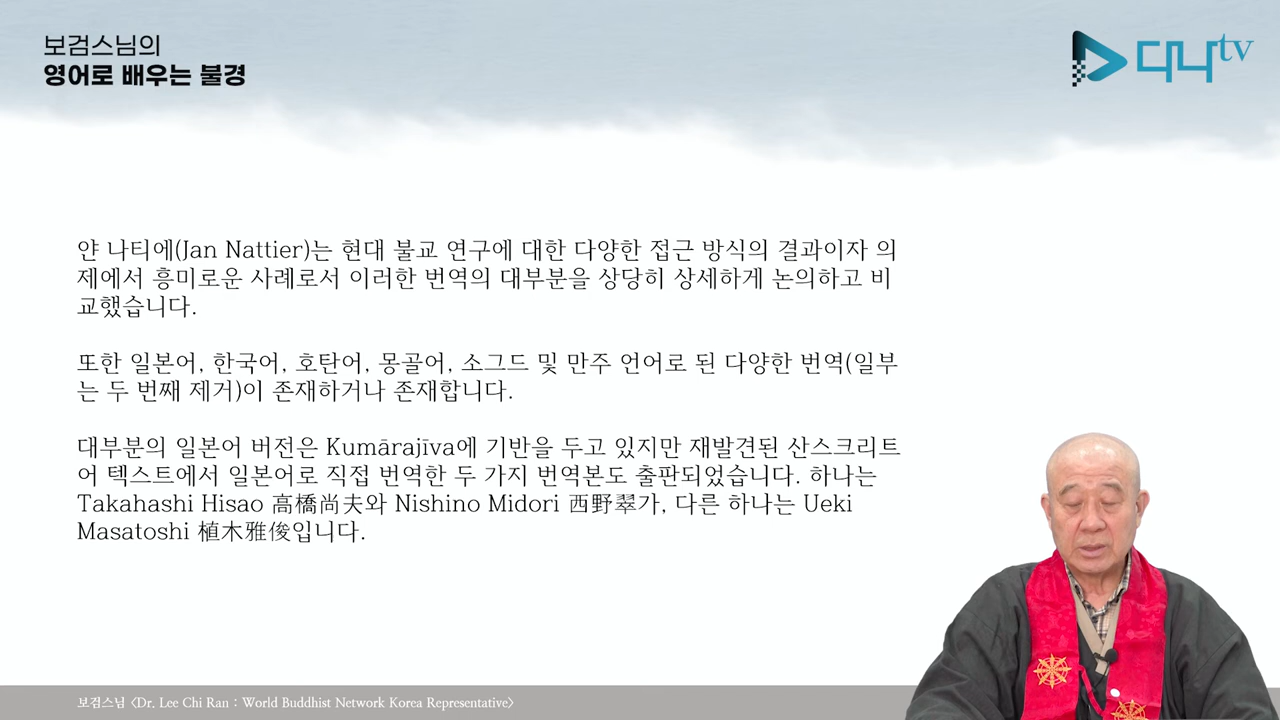 보검스님의
영어로 배우는 불경
다나tv
얀 나티에(Jan Nattier)는 현대 불교 연구에 대한 다양한 접근 방식의 결과이자 의
제에서 흥미로운 사례로서 이러한 번역의 대부분을 상당히 상세하게 논의하고 비
교했습니다.
또한 일본어, 한국어, 호탄어, 몽골어, 소그드 및 만주 언어로 된 다양한 번역(일부
는 두 번째 제거)이 존재하거나 존재합니다.
대부분의 일본어 버전은 Kumārajīva에 기반을 두고 있지만 재발견된 산스크리트
어 텍스트에서 일본어로 직접 번역한 두 가지 번역본도 출판되었습니다. 하나는
Takahashi Hisao 高橋尚夫와 Nishino Midori 西野翠가, 다른 하나는 Ueki
Masatoshi 植木雅俊입니다.
보검스님 <Dr. Lee Chi Ran : World Buddhist Network Korea Representative>